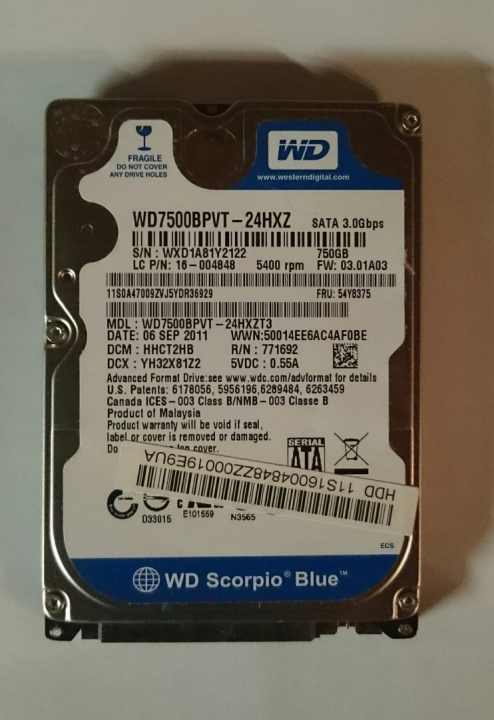 FRAGILE
DO NOT COVER
ANY DRIVE HOLES
WD
www.westerndigital.com
WD7500BPVT-24HXZ SATA 3.0Gbps
S/N : WXD1A81Y2122 750GB
LC P/N: 16-004848 5400 rpm FW: 03.01A03
11S0A47009ZVJ5YDR36929 FRU: 54Y8375
MDL : WD7500BPVT-24HXZT3
DATE: 06 SEP 2011 WWN:50014EE6AC4AF0BE
DCM : HHCT2HB R/N : 771692
DCX : YH32X81Z2 5VDC : 0.55A
Advanced Format Drive:see www.wdc.com/advformat for details
U.S. Patents: 6178056, 5956196,6289484, 6263459
Canada ICES-003 Class B/NMB-003 Classe B
Product of Malaysia
Product warranty will be void if seal,
label or cover is removed or damaged.
Do cover.
SERIAL
ATA
HDD 11S16004848ZZ000019E9UA
D33015 E101559 N3565
ECS
WD Scorpio® Blue™